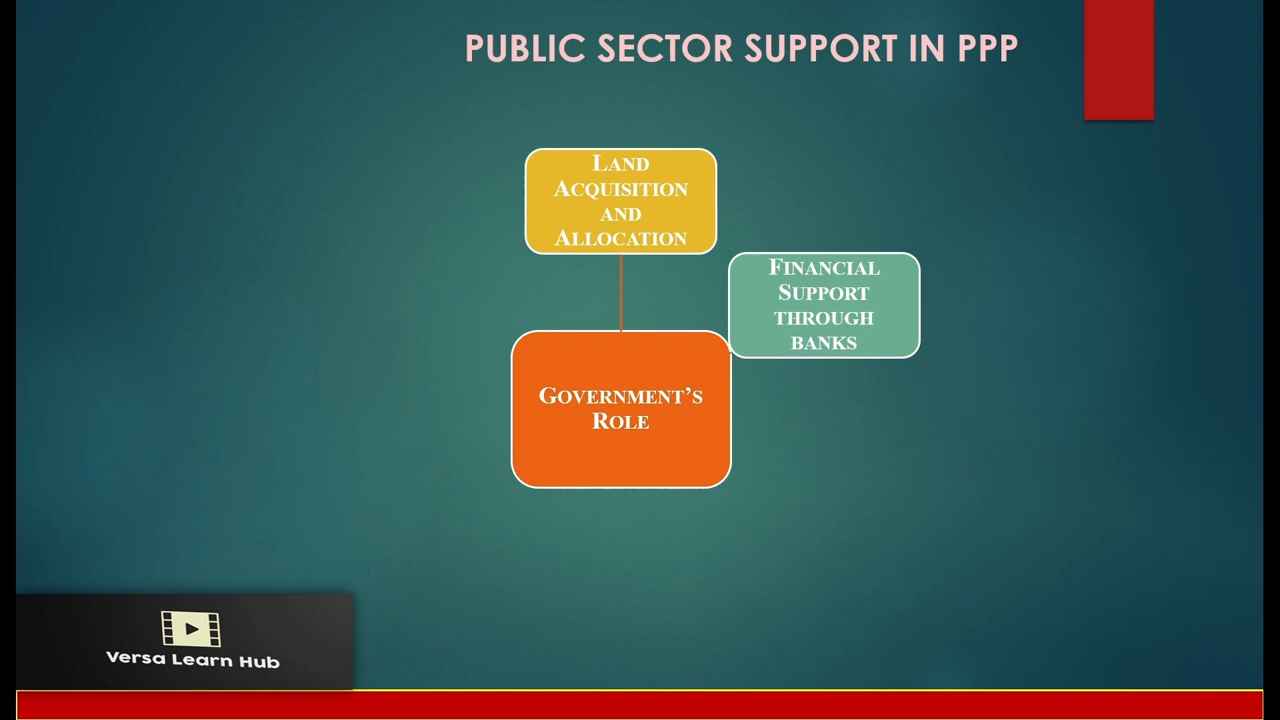 PUBLIC SECTOR SUPPORT IN PPP
LAND
ACQUISITION
AND
ALLOCATION
FINANCIAL
SUPPORT
THROUGH
BANKS
GOVERNMENT’S
ROLE
Versa Learn Hub